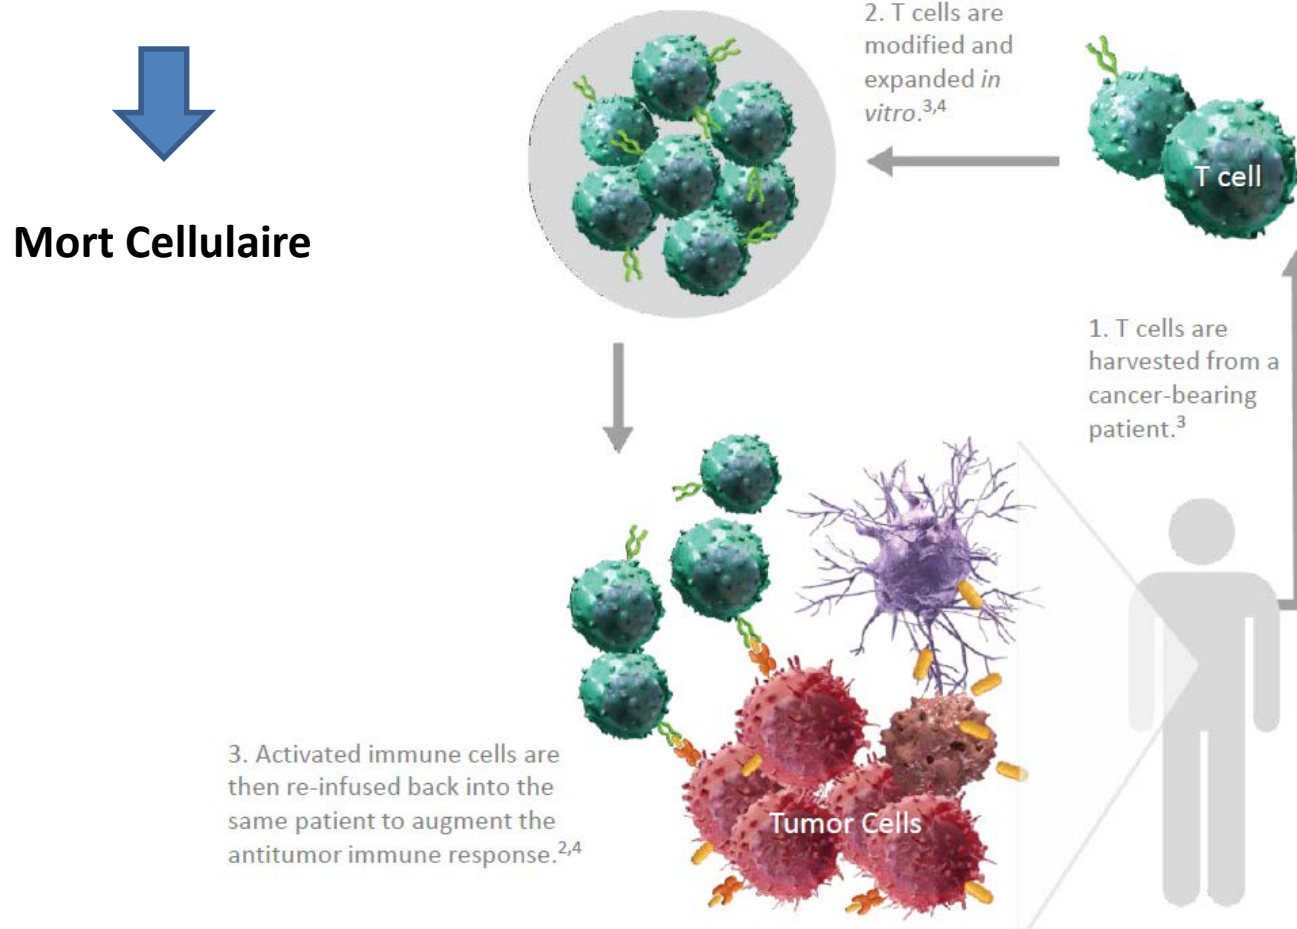 2. T cells are
modified and
expanded in
vitro.3,4
T cell
Mort Cellulaire
1. T cells are
harvested from a
cancer-bearing
patient.3
3. Activated immune cells are
then re-infused back into the
same patient to augment the
antitumor immune response.2,4
Tumor Cells